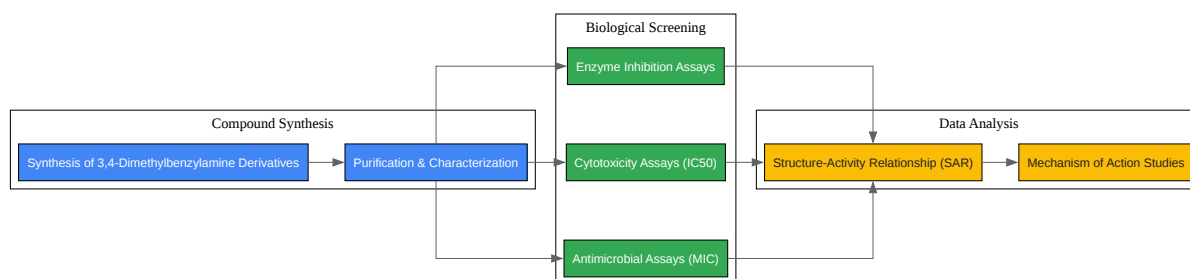 Compound Synthesis
Synthesis of 3,4-Dimethylbenzylamine Derivatives
Purification & Characterization
Biological Screening
Enzyme Inhibition Assays
Cytotoxicity Assays (IC50)
Antimicrobial Assays (MIC)
Data Analysis
Structure-Activity Relationship (SAR)
Mechanism of Action Studies